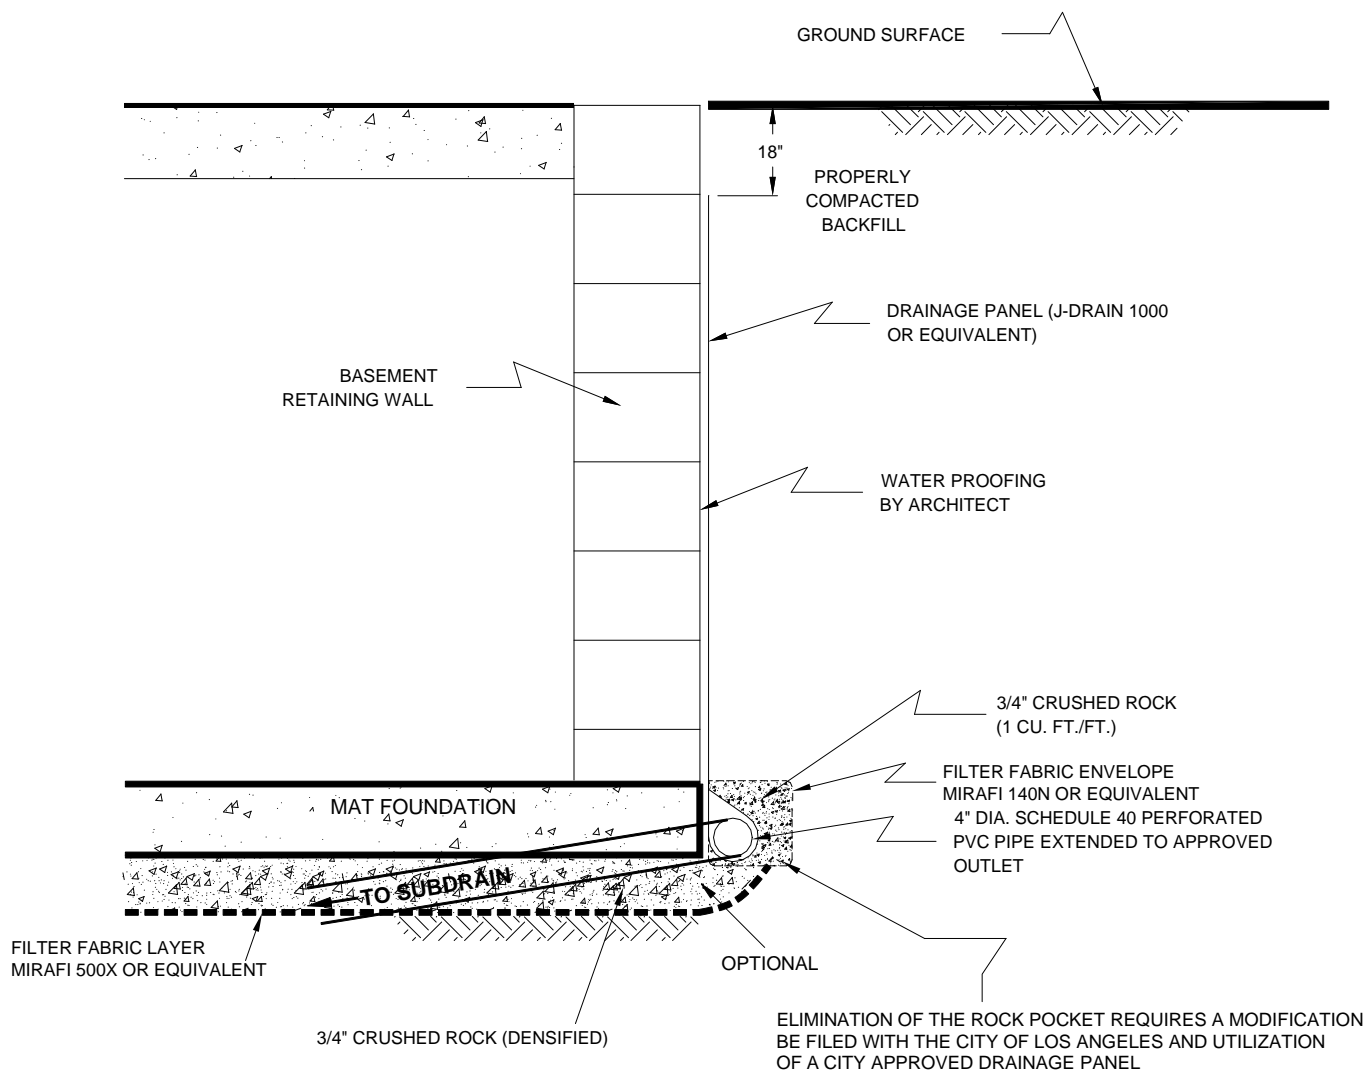 GROUND SURFACE
18"
PROPERLY
COMPACTED
BACKFILL
DRAINAGE PANEL (J-DRAIN 1000
OR EQUIVALENT)
BASEMENT
RETAINING WALL
WATER PROOFING
BY ARCHITECT
3/4" CRUSHED ROCK
(1 CU. FT./FT.)
FILTER FABRIC ENVELOPE
MIRAFI 140N OR EQUIVALENT
4" DIA. SCHEDULE 40 PERFORATED
PVC PIPE EXTENDED TO APPROVED
OUTLET
MAT FOUNDATION
TO SUBDRAIN
FILTER FABRIC LAYER
MIRAFI 500X OR EQUIVALENT
OPTIONAL
3/4" CRUSHED ROCK (DENSIFIED)
ELIMINATION OF THE ROCK POCKET REQUIRES A MODIFICATION
BE FILED WITH THE CITY OF LOS ANGELES AND UTILIZATION
OF A CITY APPROVED DRAINAGE PANEL